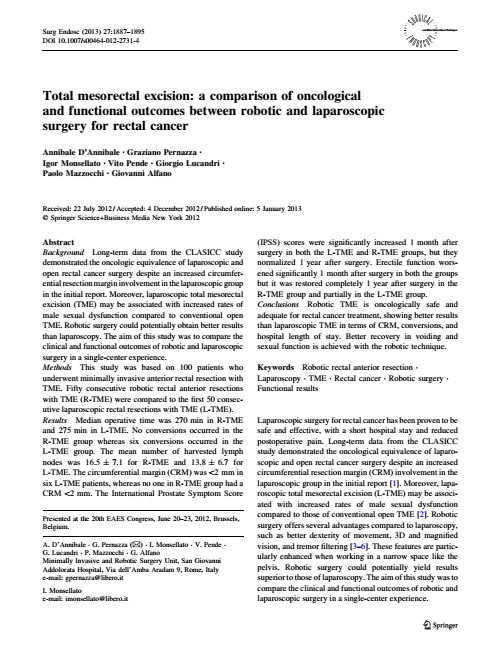 Surg Endosc (2013) 27:1887–1895
DOI 10.1007/s00464-012-2731-4
SURGICAL
ENDOSCOPY
Total mesorectal excision: a comparison of oncological
and functional outcomes between robotic and laparoscopic
surgery for rectal cancer
Annibale D'Annibale · Graziano Pernazza ·
Igor Monsellato · Vito Pende · Giorgio Lucandri ·
Paolo Mazzocchi · Giovanni Alfano
Received: 22 July 2012 / Accepted: 4 December 2012 / Published online: 5 January 2013
© Springer Science+Business Media New York 2012
Abstract
Background Long-term data from the CLASICC study
demonstrated the oncologic equivalence of laparoscopic and
open rectal cancer surgery despite an increased circumfer-
ential resection margin involvement in the laparoscopic group
in the initial report. Moreover, laparoscopic total mesorectal
excision (TME) may be associated with increased rates of
male sexual dysfunction compared to conventional open
TME. Robotic surgery could potentially obtain better results
than laparoscopy. The aim of this study was to compare the
clinical and functional outcomes of robotic and laparoscopic
surgery in a single-center experience.
Methods This study was based on 100 patients who
underwent minimally invasive anterior rectal resection with
TME. Fifty consecutive robotic rectal anterior resections
with TME (R-TME) were compared to the first 50 consec-
utive laparoscopic rectal resections with TME (L-TME).
Results Median operative time was 270 min in R-TME
and 275 min in L-TME. No conversions occurred in the
R-TME group whereas six conversions occurred in the
L-TME group. The mean number of harvested lymph
nodes was 16.5 ± 7.1 for R-TME and 13.8 ± 6.7 for
L-TME. The circumferential margin (CRM) was <2 mm in
six L-TME patients, whereas no one in R-TME group had a
CRM <2 mm. The International Prostate Symptom Score
Presented at the 20th EAES Congress, June 20–23, 2012, Brussels,
Belgium.
A. D'Annibale · G. Pernazza (✉) · I. Monsellato · V. Pende ·
G. Lucandri · P. Mazzocchi · G. Alfano
Minimally Invasive and Robotic Surgery Unit, San Giovanni
Addolorata Hospital, Via dell'Amba Aradam 9, Rome, Italy
e-mail: gpernazza@libero.it
I. Monsellato
e-mail: imonsellato@libero.it
(IPSS) scores were significantly increased 1 month after
surgery in both the L-TME and R-TME groups, but they
normalized 1 year after surgery. Erectile function wors-
ened significantly 1 month after surgery in both the groups
but it was restored completely 1 year after surgery in the
R-TME group and partially in the L-TME group.
Conclusions Robotic TME is oncologically safe and
adequate for rectal cancer treatment, showing better results
than laparoscopic TME in terms of CRM, conversions, and
hospital length of stay. Better recovery in voiding and
sexual function is achieved with the robotic technique.
Keywords Robotic rectal anterior resection ·
Laparoscopy · TME · Rectal cancer · Robotic surgery ·
Functional results
Laparoscopic surgery for rectal cancer has been proven to be
safe and effective, with a short hospital stay and reduced
postoperative pain. Long-term data from the CLASICC
study demonstrated the oncologic equivalence of laparo-
scopic and open rectal cancer surgery despite an increased
circumferential resection margin (CRM) involvement in the
laparoscopic group in the initial report [1]. Moreover, lapa-
roscopic total mesorectal excision (L-TME) may be associ-
ated with increased rates of male sexual dysfunction
compared to those of conventional open TME [2]. Robotic
surgery offers several advantages compared to laparoscopy,
such as better dexterity of movement, 3D and magnified
vision, and tremor filtering [3–6]. These features are partic-
ularly enhanced when working in a narrow space like the
pelvis. Robotic surgery could potentially yield results
superior to those of laparoscopy. The aim of this study was to
compare the clinical and functional outcomes of robotic and
laparoscopic surgery in a single-center experience.
Springer